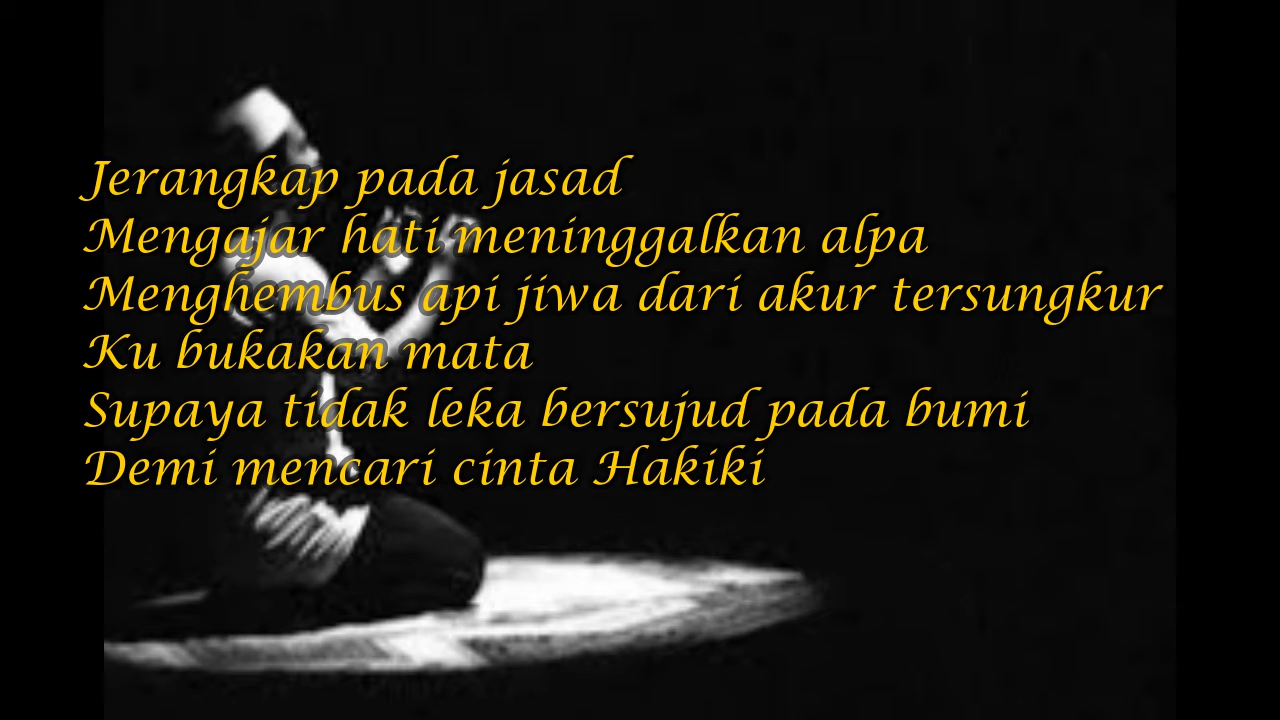 Jerangkap pada jasad
Mengajar hati meninggalkan alpa
Menghembus api jiwa dari akur tersungkur
Ku bukakan mata
Supaya tidak leka bersujud pada bumi
Demi mencari cinta Hakiki